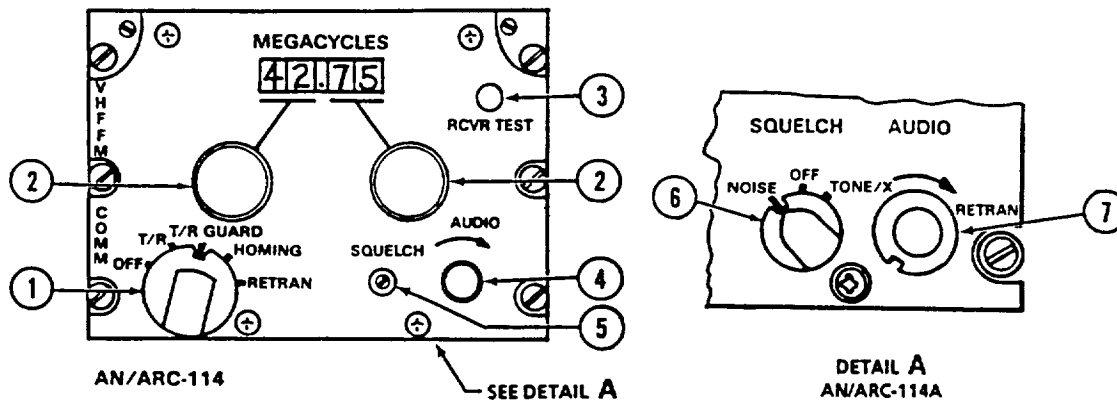 MEGACYCLES
42.75
VHF FM COMM
3
RCVR TEST
2
2
T/R GUARD
T/R
HOMING
OFF
RETRAN
AUDIO
SQUELCH
1
4
5
AN/ARC-114
SEE DETAIL A
SQUELCH AUDIO
OFF
NOISE
TONE/X
RETRAN
6
7
DETAIL A
AN/ARC-114A